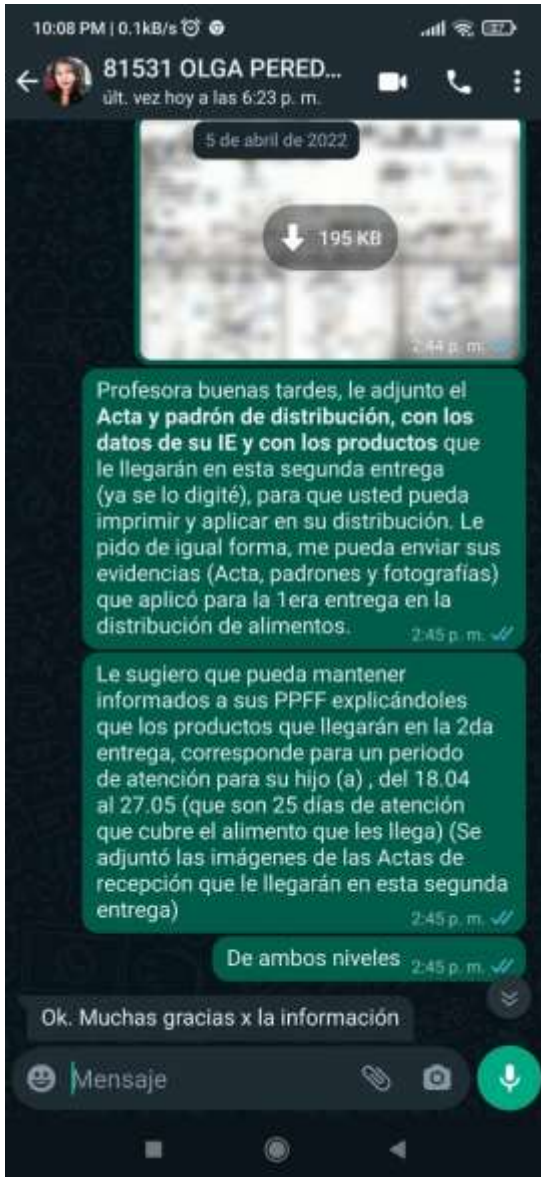 10:08 PM | 0.1kB/s
37
81531 OLGA PERED...
últ. vez hoy a las 6:23 p. m.
5 de abril de 2022
195 KB
2:44 p. m.
Profesora buenas tardes, le adjunto el
Acta y padrón de distribución, con los
datos de su IE y con los productos que
le llegarán en esta segunda entrega
(ya se lo digité), para que usted pueda
imprimir y aplicar en su distribución. Le
pido de igual forma, me pueda enviar sus
evidencias (Acta, padrones y fotografías)
que aplicó para la 1era entrega en la
distribución de alimentos.
2:45 p. m.
Le sugiero que pueda mantener
informados a sus PPFF explicándoles
que los productos que llegarán en la 2da
entrega, corresponde para un periodo
de atención para su hijo (a) , del 18.04
al 27.05 (que son 25 días de atención
que cubre el alimento que les llega) (Se
adjuntó las imágenes de las Actas de
recepción que le llegarán en esta segunda
entrega)
2:45 p. m.
De ambos niveles 2:45 p. m.
Ok. Muchas gracias x la información
Mensaje